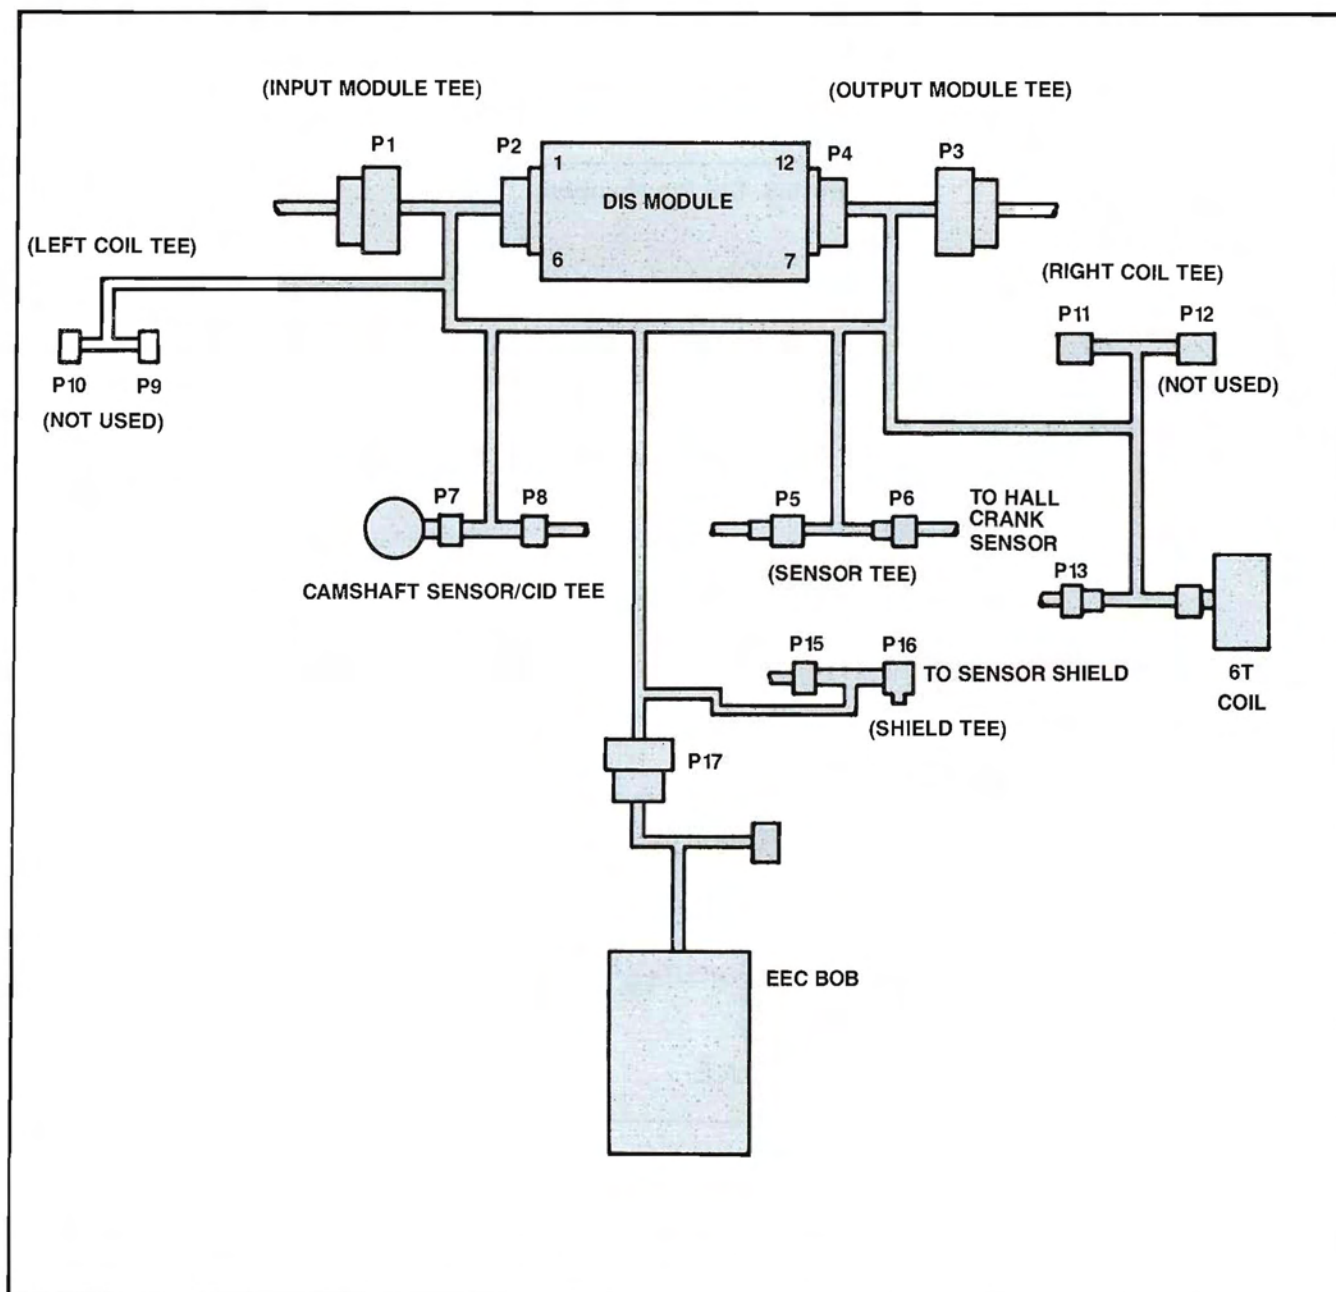 (INPUT MODULE TEE)
(OUTPUT MODULE TEE)
P1
P2
1
12
P4
P3
DIS MODULE
6
7
(LEFT COIL TEE)
(RIGHT COIL TEE)
P11
P12
P10
P9
(NOT USED)
(NOT USED)
P7
P8
P5
P6
TO HALL
CRANK
SENSOR
(SENSOR TEE)
CAMSHAFT SENSOR/CID TEE
P13
P15
P16
TO SENSOR SHIELD
6T
COIL
(SHIELD TEE)
P17
EEC BOB